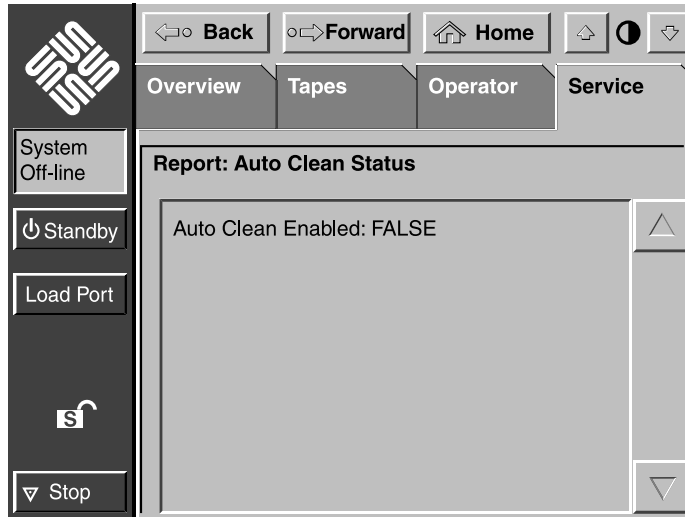 Back
Forward
Home
Overview
Tapes
Operator
Service
SUN
System
Off-line
Standby
Load Port
S
Stop
Report: Auto Clean Status
Auto Clean Enabled: FALSE